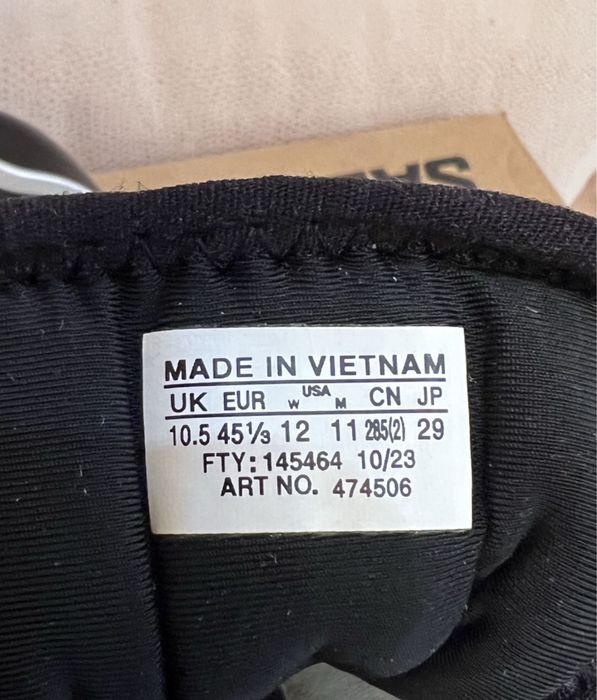 MADE IN VIETNAM
UK EUR W USA M CN JP
10.5 45⅓ 12 11 285(2) 29
FTY: 145464 10/23
ART NO. 474506